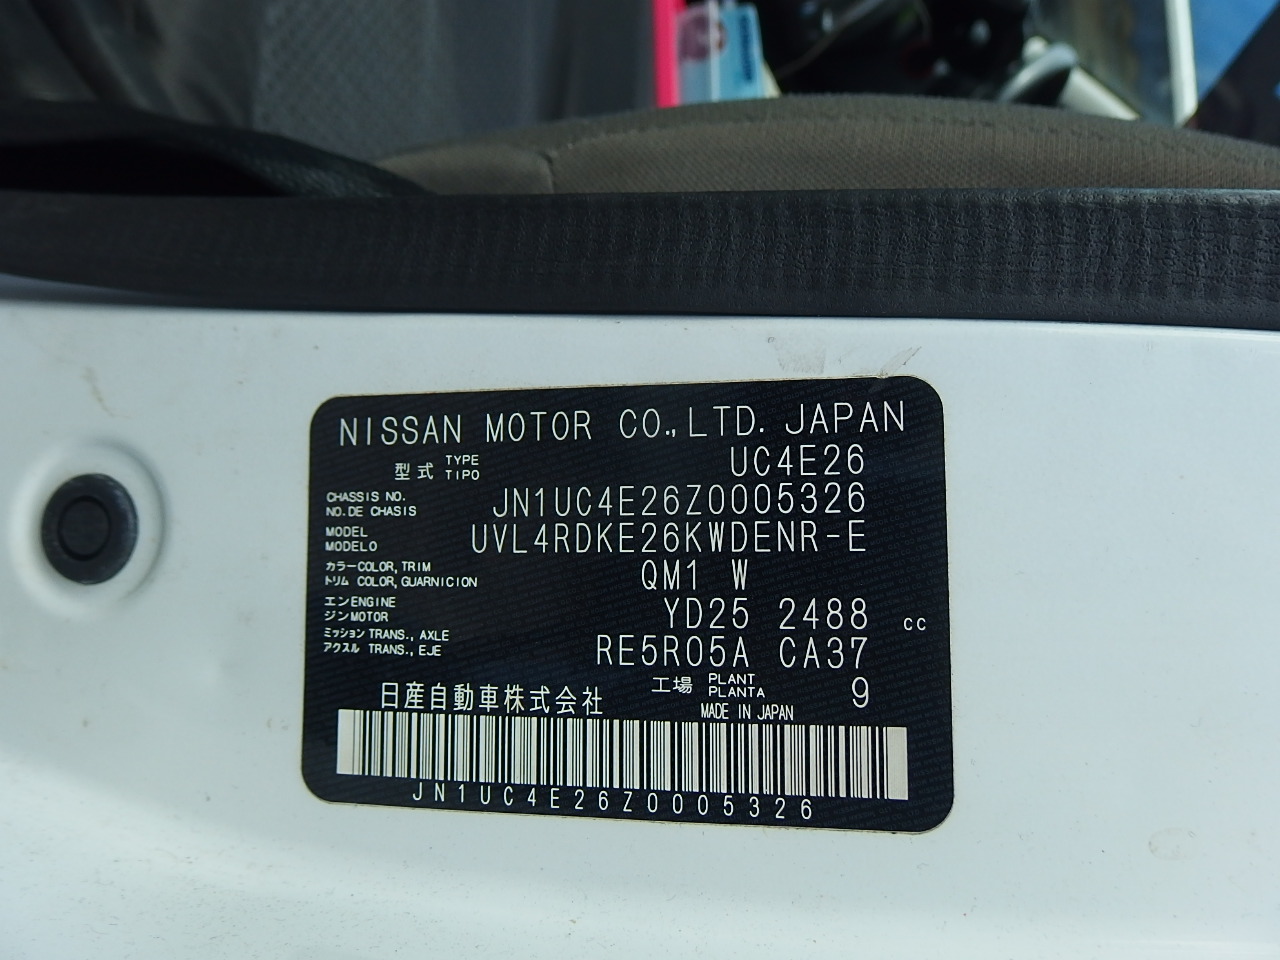 NISSAN MOTOR CO.,LTD. JAPAN
型式 TYPE TIPO UC4E26
CHASSIS NO. NO.DE CHASIS JN1UC4E26Z0005326
MODEL MODELO UVL4RDKE26KWDENR-E
カラー COLOR, TRIM トリム COLOR, GUARNICION QM1 W
エンジン ENGINE MOTOR YD25 2488 cc
ミッション TRANS., AXLE アクスル TRANS., EJE RE5R05A CA37
工場 PLANT PLANTA 9
日産自動車株式会社 MADE IN JAPAN
JN1UC4E26Z0005326